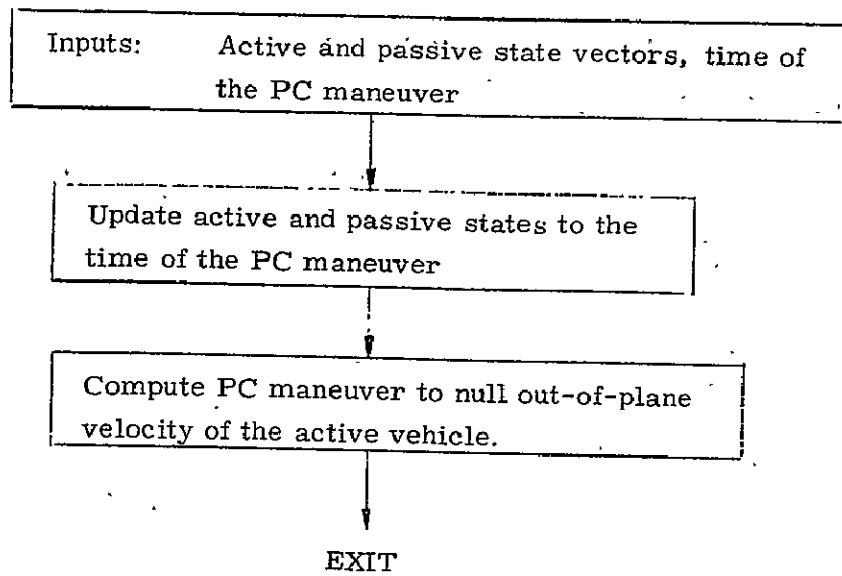 Inputs: Active and passive state vectors, time of
the PC maneuver
Update active and passive states to the
time of the PC maneuver
Compute PC maneuver to null out-of-plane
velocity of the active vehicle.
EXIT